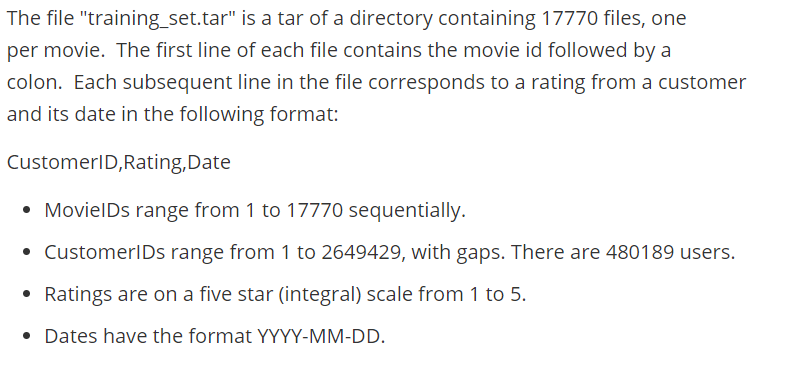 The file "training_set.tar" is a tar of a directory containing 17770 files, one
per movie.  The first line of each file contains the movie id followed by a
colon.  Each subsequent line in the file corresponds to a rating from a customer
and its date in the following format:
CustomerID,Rating,Date
• MovieIDs range from 1 to 17770 sequentially.
• CustomerIDs range from 1 to 2649429, with gaps. There are 480189 users.
• Ratings are on a five star (integral) scale from 1 to 5.
• Dates have the format YYYY-MM-DD.